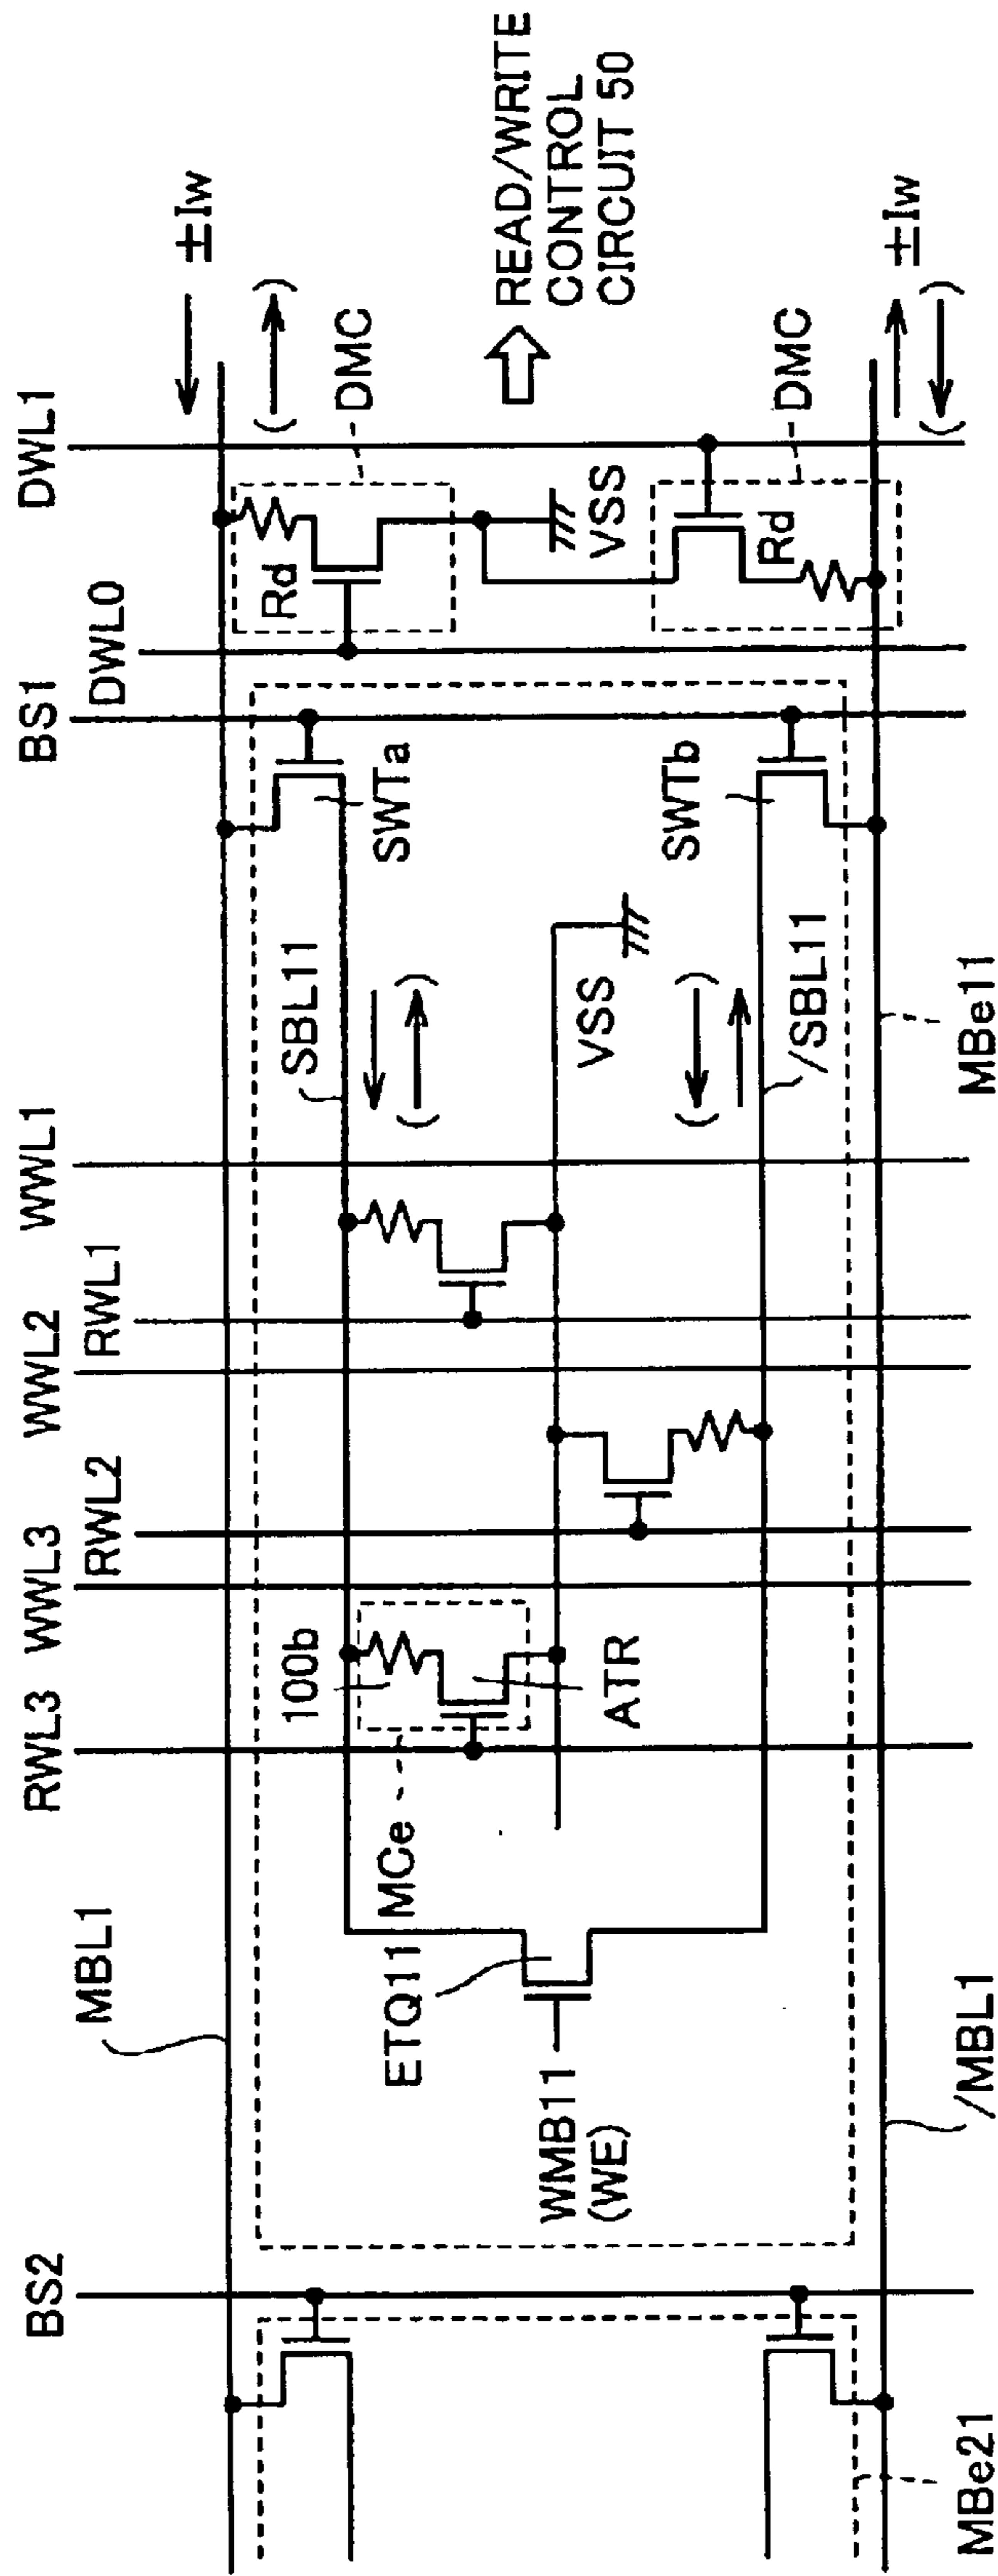 BS2
RWL3
WWL3
RWL2
WWL2
RWL1
WWL1
BS1
DWL0
DWL1
MBL1
±Iw
( )
DMC
Rd
SWTa
SBL11
( )
100b
MCe
ATR
ETQ11
WMB11
(WE)
VSS
VSS
READ/WRITE
CONTROL
CIRCUIT 50
DMC
Rd
SWTb
( )
/SBL11
±Iw
( )
MBe21
/MBL1
MBe11